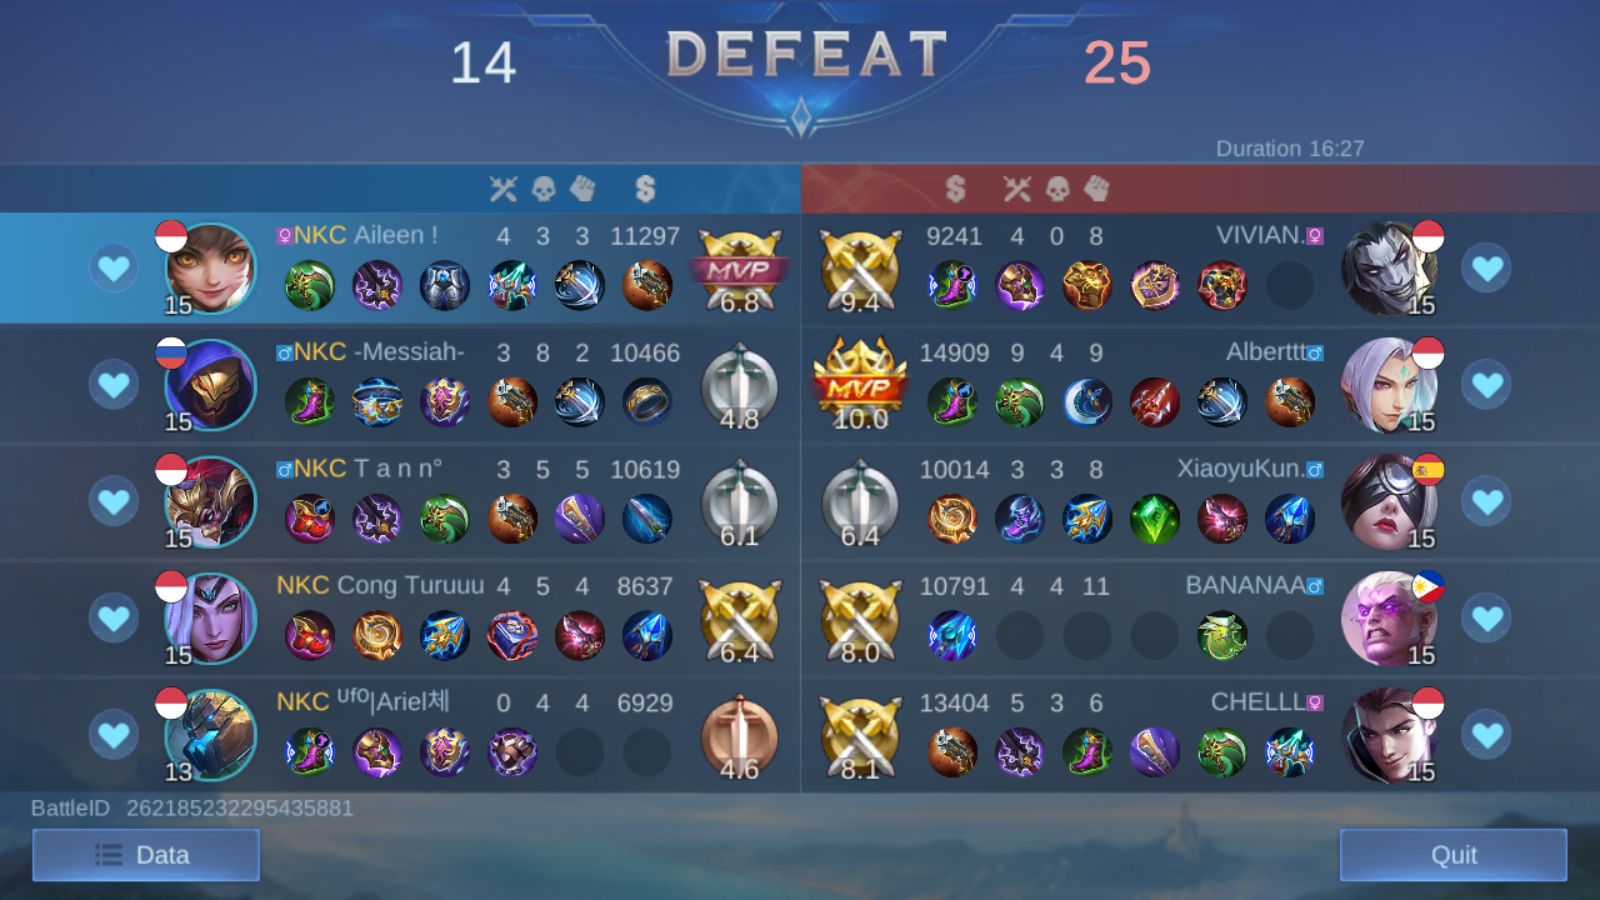 14 DEFEAT 25
Duration 16:27
NKC Aileen ! 4 3 3 11297 MVP 6.8 15
9.4 9241 4 0 8 VIVIAN. 15
NKC -Messiah- 3 8 2 10466 4.8 15
MVP 10.0 14909 9 4 9 Alberttt 15
NKC T a n n° 3 5 5 10619 6.1 15
6.4 10014 3 3 8 XiaoyuKun. 15
NKC Cong Turuuu 4 5 4 8637 6.4 15
8.0 10791 4 4 11 BANANAA 15
NKC ᵁᶠᴼ|Ariel체 0 4 4 6929 4.6 13
8.1 13404 5 3 6 CHELLL 15
BattleID 262185232295435881
Data
Quit